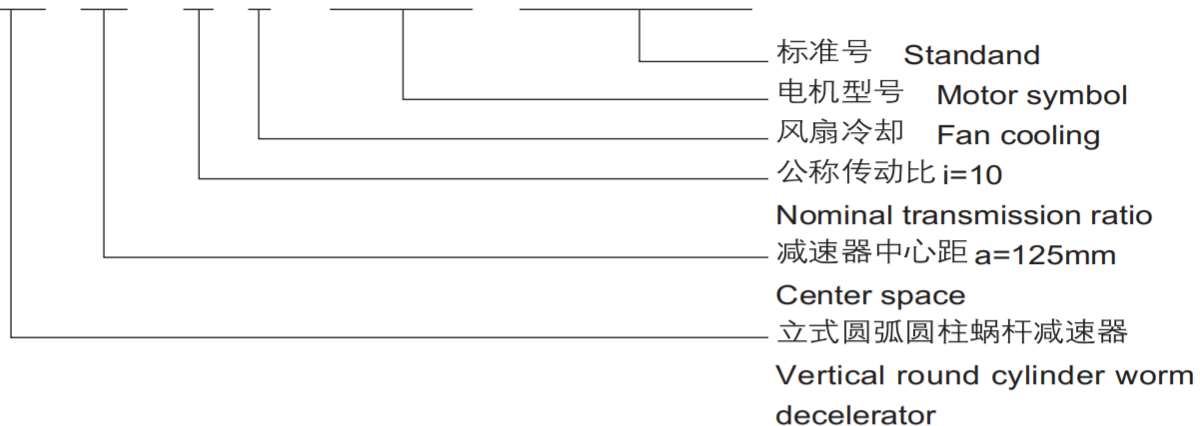 标准号 Standand
电机型号 Motor symbol
风扇冷却 Fan cooling
公称传动比 i=10
Nominal transmission ratio
减速器中心距 a=125mm
Center space
立式圆弧圆柱蜗杆减速器
Vertical round cylinder worm
decelerator